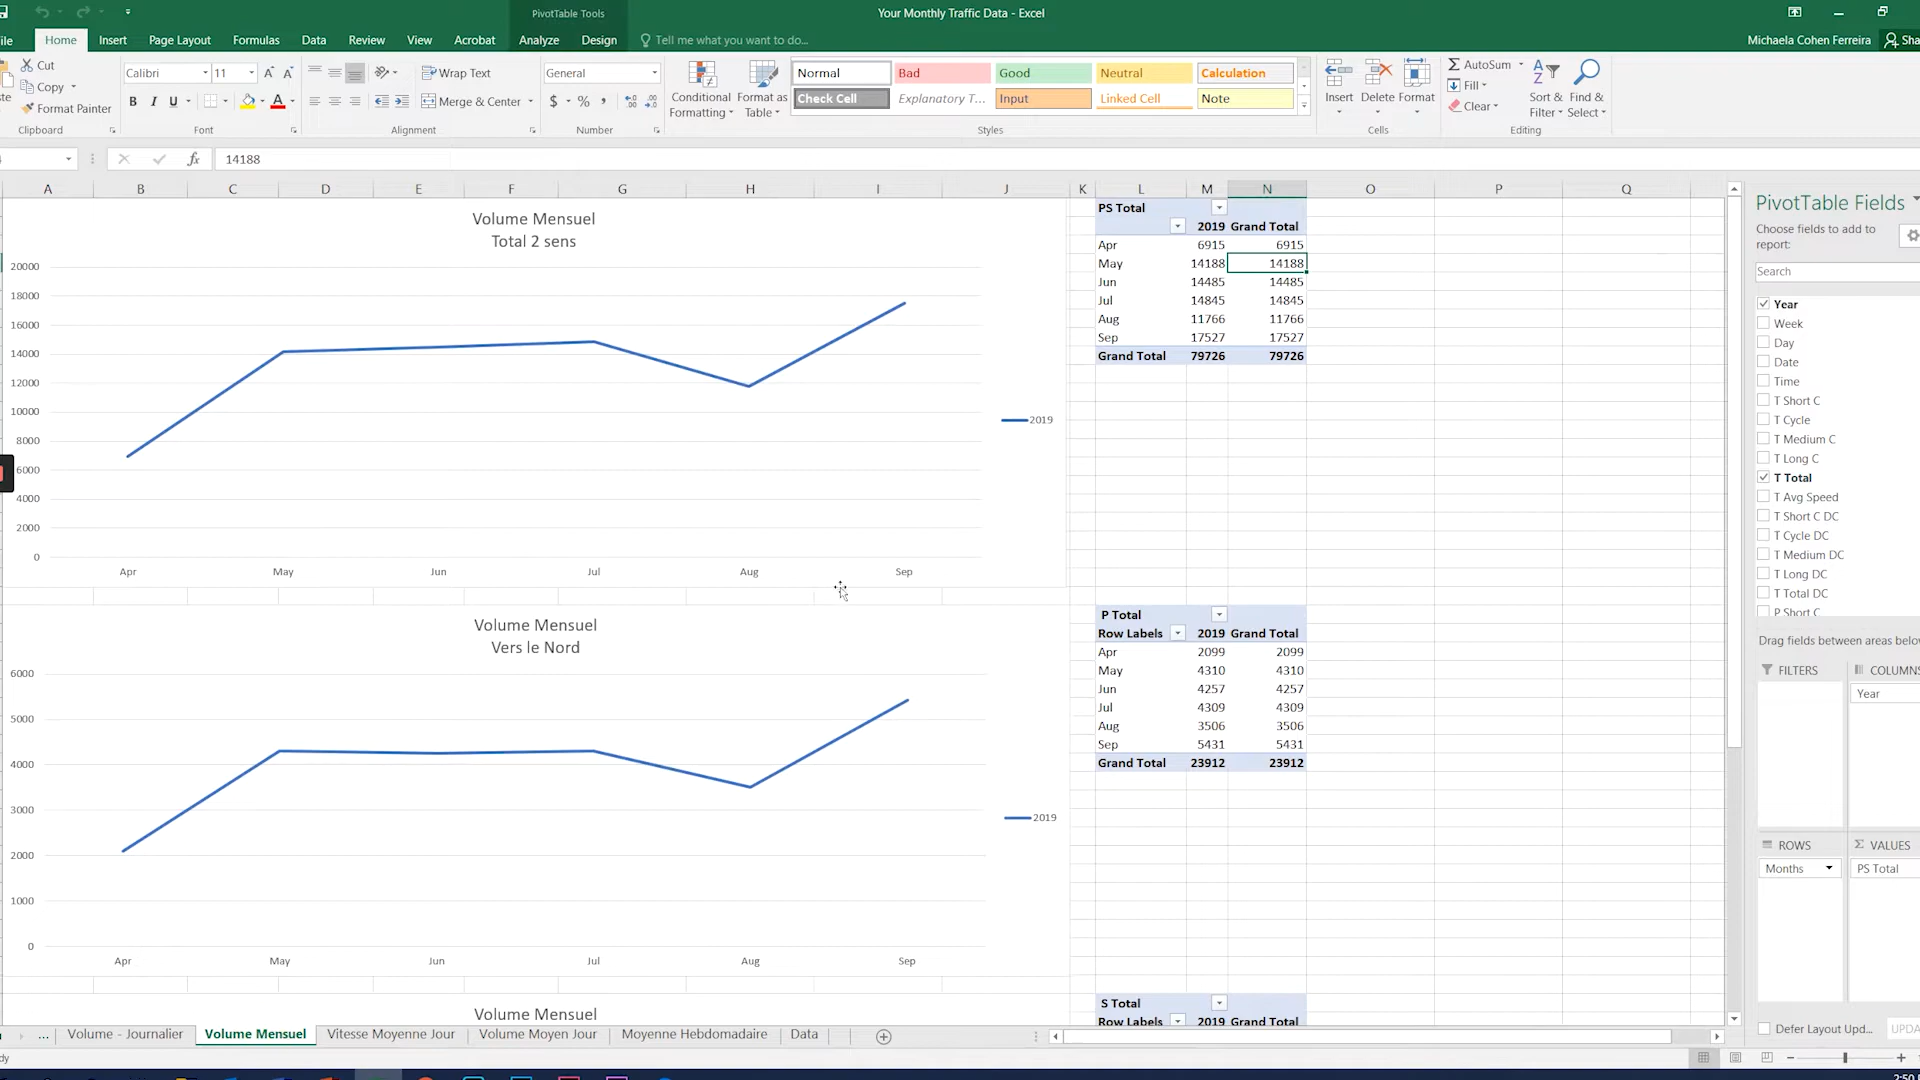 PivotTable Tools
Your Monthly Traffic Data - Excel
Home Insert Page Layout Formulas Data Review View Acrobat Analyze Design Tell me what you want to do...
Michaela Cohen Ferreira
Cut
Copy
Format Painter
Clipboard
Calibri 11
B I U
Font
Wrap Text
Merge & Center
Alignment
General
$ % ,
Number
Conditional Formatting
Format as Table
Normal Bad Good Neutral Calculation
Check Cell Explanatory T... Input Linked Cell Note
Styles
Insert Delete Format
Cells
AutoSum
Fill
Clear
Sort & Filter
Find & Select
Editing
fx 14188
A B C D E F G H I J K L M N O P Q
Volume Mensuel
Total 2 sens
20000
18000
16000
14000
12000
10000
8000
6000
4000
2000
0
Apr May Jun Jul Aug Sep
2019
PS Total
2019 Grand Total
Apr 6915 6915
May 14188 14188
Jun 14485 14485
Jul 14845 14845
Aug 11766 11766
Sep 17527 17527
Grand Total 79726 79726
Volume Mensuel
Vers le Nord
6000
5000
4000
3000
2000
1000
0
Apr May Jun Jul Aug Sep
2019
P Total
Row Labels 2019 Grand Total
Apr 2099 2099
May 4310 4310
Jun 4257 4257
Jul 4309 4309
Aug 3506 3506
Sep 5431 5431
Grand Total 23912 23912
Volume Mensuel
S Total
Row Labels 2019 Grand Total
PivotTable Fields
Choose fields to add to
report:
Search
Year
Week
Day
Date
Time
T Short C
T Cycle
T Medium C
T Long C
T Total
T Avg Speed
T Short C DC
T Cycle DC
T Medium DC
T Long DC
T Total DC
P Short C
Drag fields between areas below
FILTERS COLUMNS
Year
ROWS VALUES
Months PS Total
Defer Layout Upd...
... Volume - Journalier Volume Mensuel Vitesse Moyenne Jour Volume Moyen Jour Moyenne Hebdomadaire Data